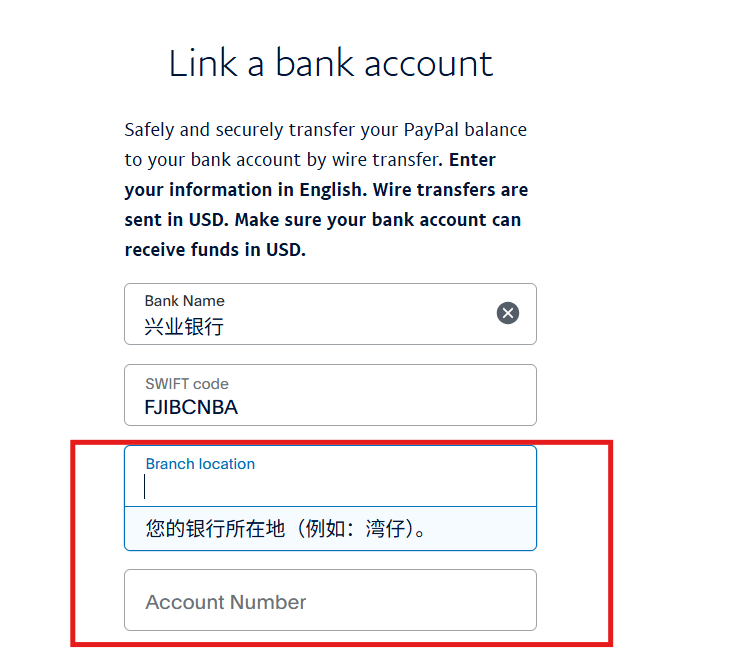 Link a bank account
Safely and securely transfer your PayPal balance
to your bank account by wire transfer. Enter
your information in English. Wire transfers are
sent in USD. Make sure your bank account can
receive funds in USD.
Bank Name
兴业银行
SWIFT code
FJIBCNBA
Branch location
您的银行所在地（例如：湾仔）。
Account Number